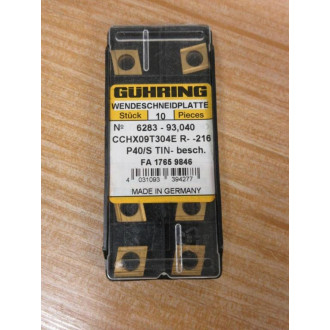 GÜHRING
WENDESCHNEIDPLATTE
Stück 10 Pieces
Nº 6283 - 93,040
CCHX09T304E R- -216
P40/S TIN- besch.
FA 1765 9846
4 031093 394277
MADE IN GERMANY